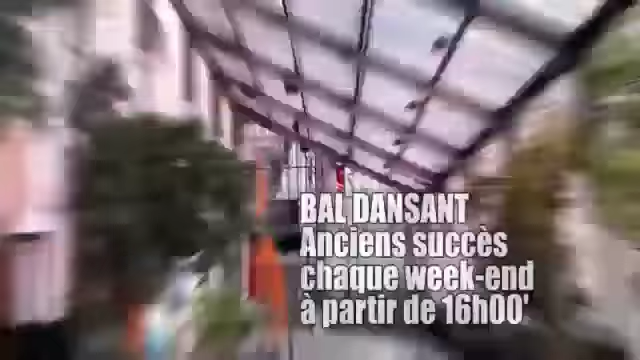 BAL DANSANT
Anciens succès
chaque week-end
à partir de 16h00'